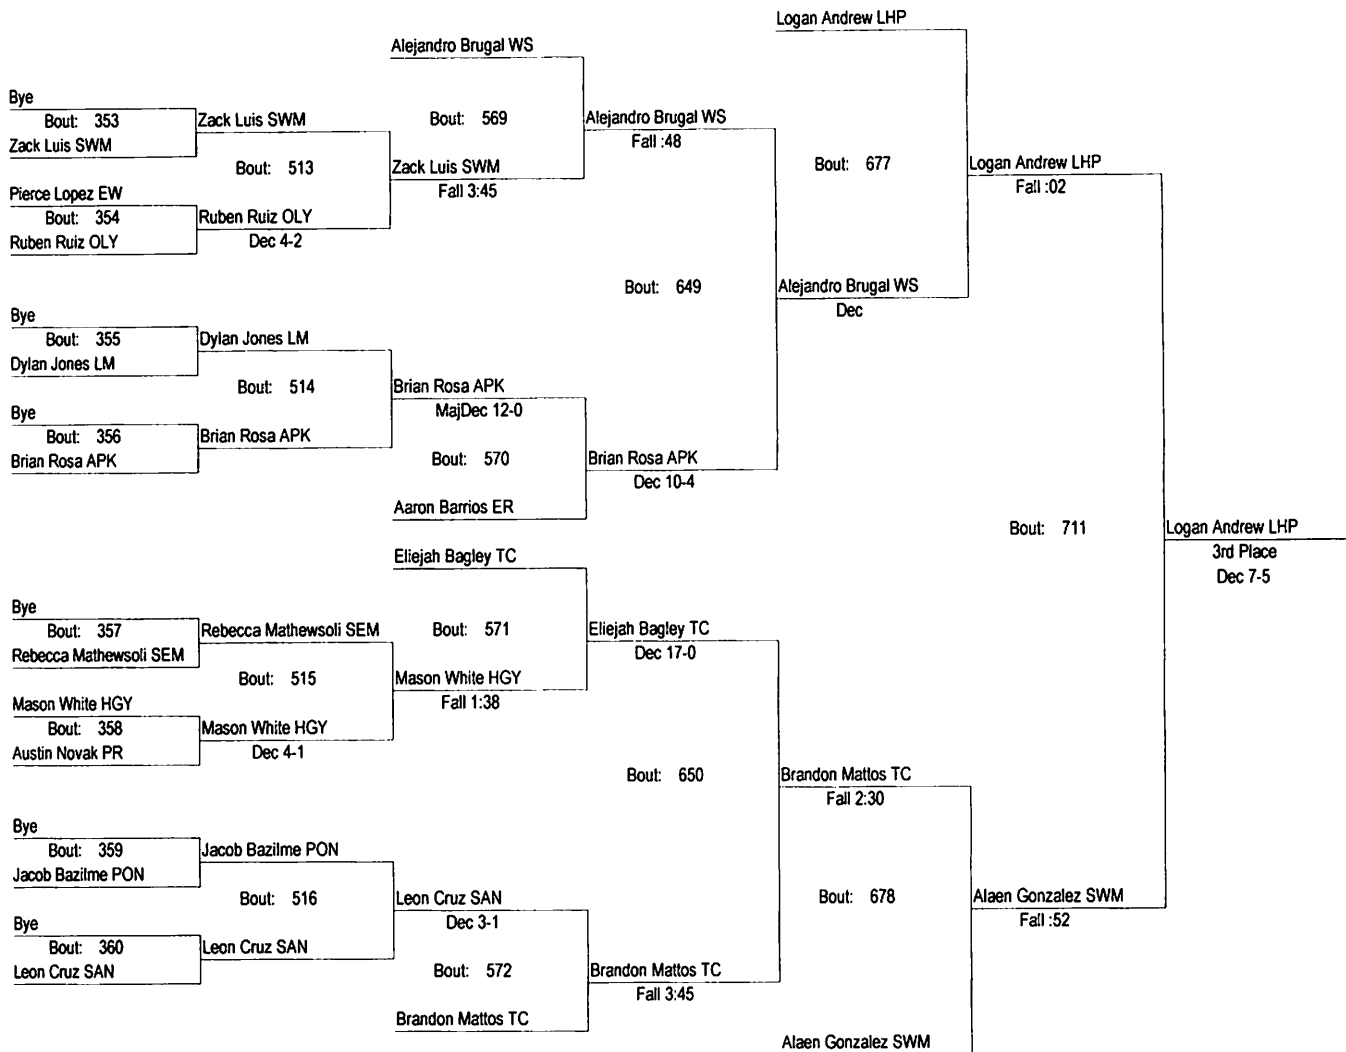 Logan Andrew LHP
Alejandro Brugal WS
Bye
Bout: 353
Zack Luis SWM
Zack Luis SWM
Bout: 569
Alejandro Brugal WS
Fall :48
Bout: 513
Zack Luis SWM
Fall 3:45
Bout: 677
Logan Andrew LHP
Fall :02
Pierce Lopez EW
Bout: 354
Ruben Ruiz OLY
Ruben Ruiz OLY
Dec 4-2
Bout: 649
Alejandro Brugal WS
Dec
Bye
Bout: 355
Dylan Jones LM
Dylan Jones LM
Bout: 514
Brian Rosa APK
MajDec 12-0
Bye
Bout: 356
Brian Rosa APK
Brian Rosa APK
Bout: 570
Brian Rosa APK
Dec 10-4
Aaron Barrios ER
Bout: 711
Logan Andrew LHP
3rd Place
Dec 7-5
Eliejah Bagley TC
Bye
Bout: 357
Rebecca Mathewsoli SEM
Rebecca Mathewsoli SEM
Bout: 571
Eliejah Bagley TC
Dec 17-0
Bout: 515
Mason White HGY
Fall 1:38
Mason White HGY
Bout: 358
Austin Novak PR
Mason White HGY
Dec 4-1
Bout: 650
Brandon Mattos TC
Fall 2:30
Bye
Bout: 359
Jacob Bazilme PON
Jacob Bazilme PON
Bout: 516
Leon Cruz SAN
Dec 3-1
Bout: 678
Alaen Gonzalez SWM
Fall :52
Bye
Bout: 360
Leon Cruz SAN
Leon Cruz SAN
Bout: 572
Brandon Mattos TC
Fall 3:45
Brandon Mattos TC
Alaen Gonzalez SWM